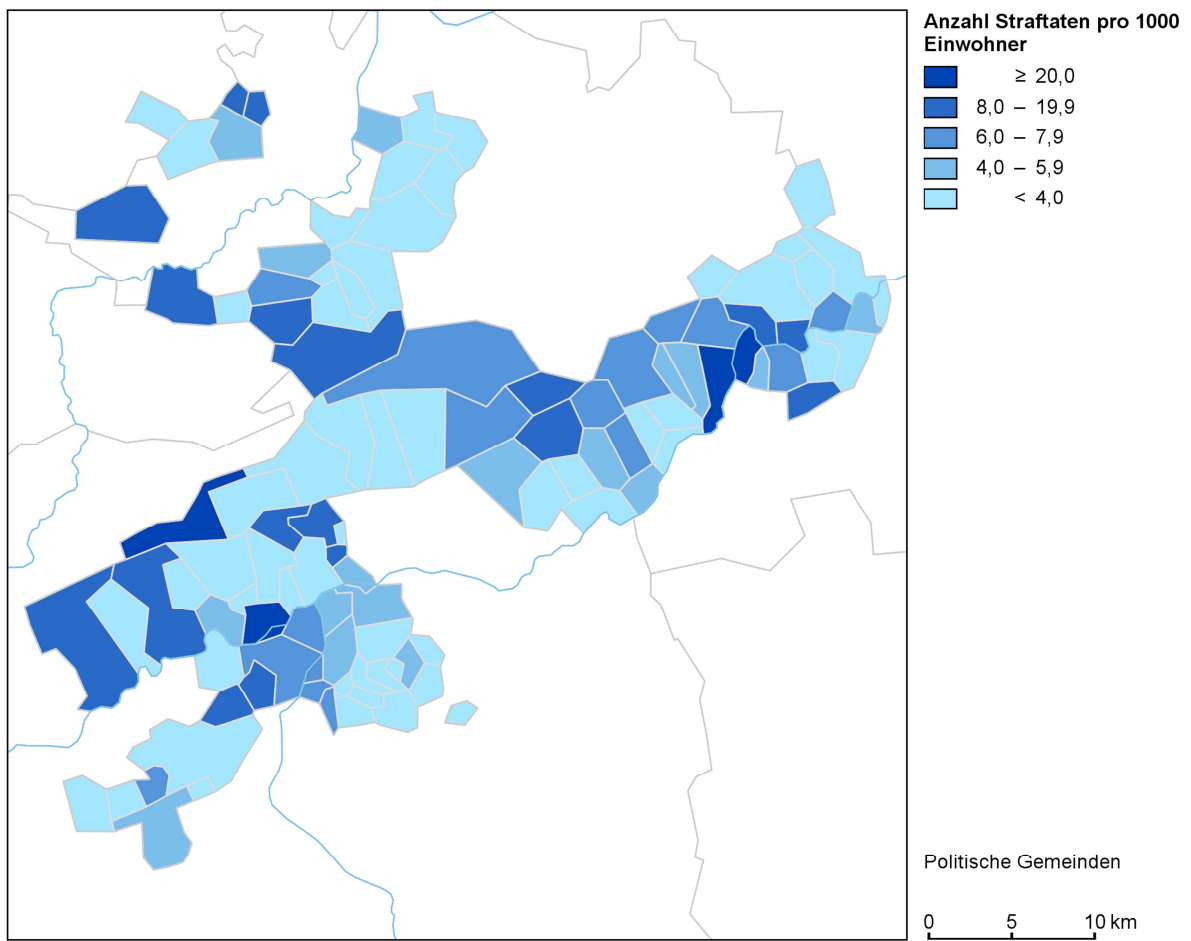 Anzahl Straftaten pro 1000
Einwohner
≥ 20,0
8,0 – 19,9
6,0 – 7,9
4,0 – 5,9
< 4,0
Politische Gemeinden
0 5 10 km